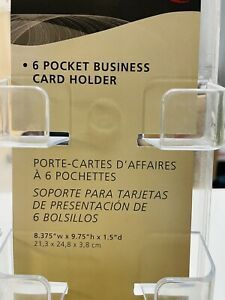 • 6 POCKET BUSINESS
CARD HOLDER
PORTE-CARTES D'AFFAIRES
À 6 POCHETTES
SOPORTE PARA TARJETAS
DE PRESENTACIÓN DE
6 BOLSILLOS
8.375"w x 9.75"h x 1.5"d
21,3 x 24,8 x 3,8 cm